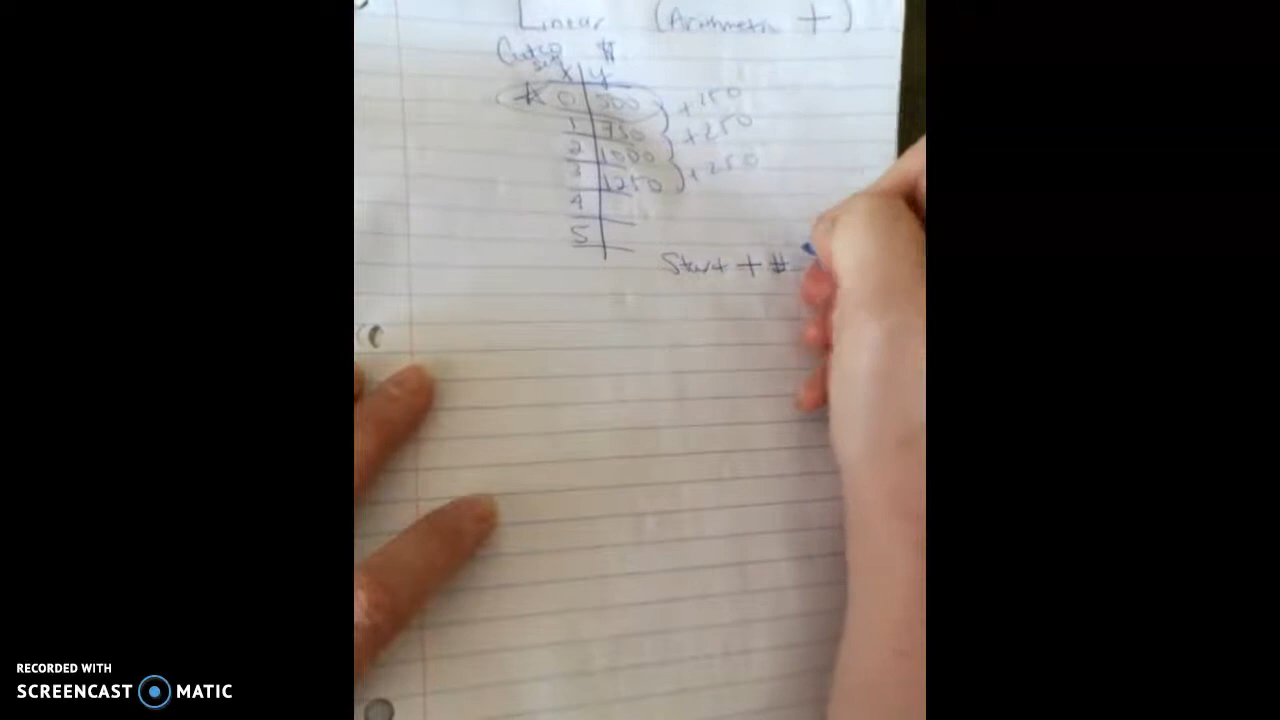 Linear (Arithmetic +)
$
x y
0 500
1 750
2 1000
3 1250
4
5
+250
+250
+250
Start + #
RECORDED WITH
SCREENCAST MATIC